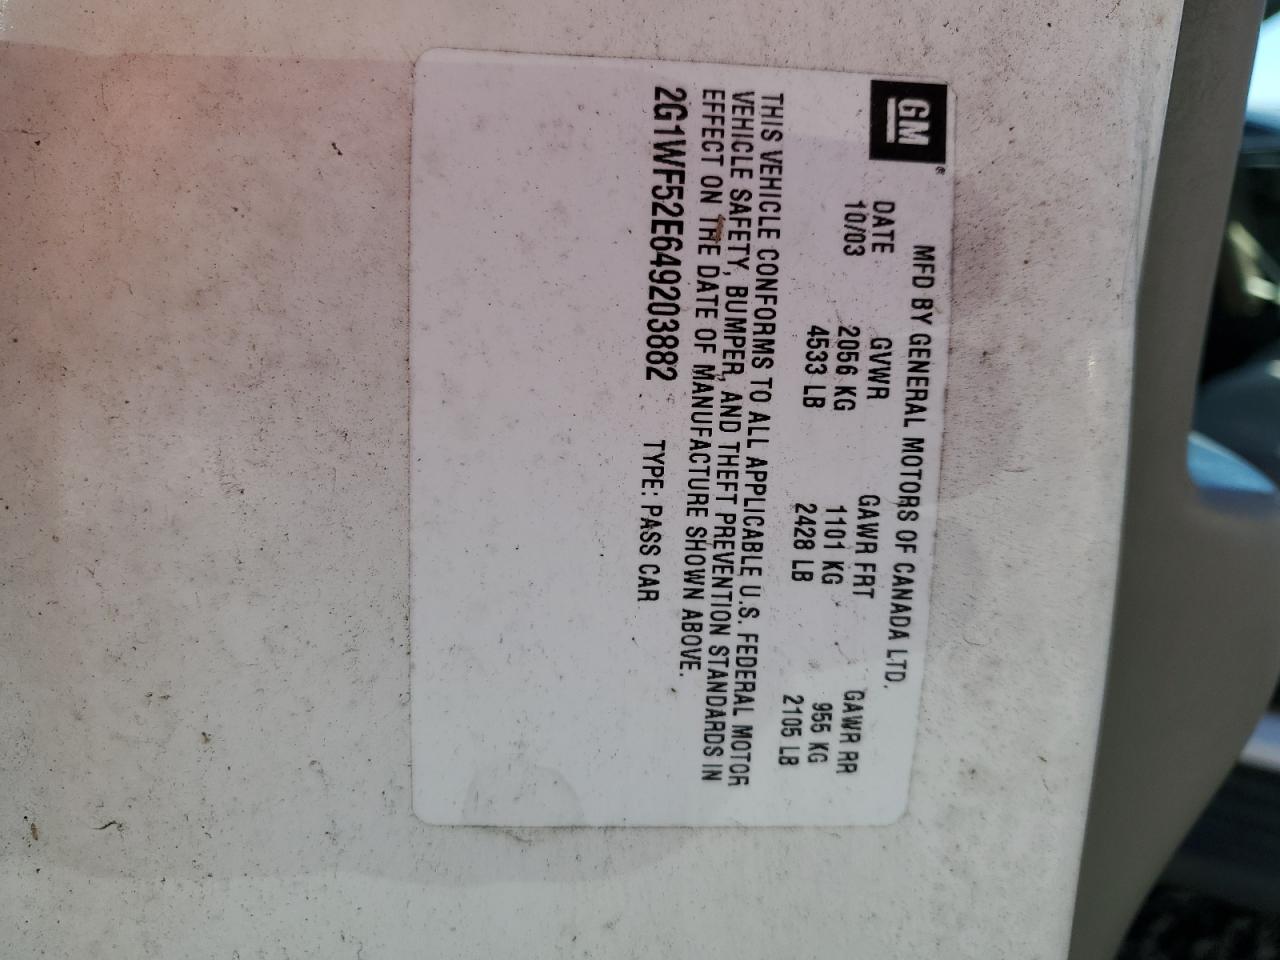 GM®
MFD BY GENERAL MOTORS OF CANADA LTD.
DATE GVWR GAWR FRT GAWR RR
10/03 2056 KG 1101 KG 955 KG
4533 LB 2428 LB 2105 LB
THIS VEHICLE CONFORMS TO ALL APPLICABLE U.S. FEDERAL MOTOR
VEHICLE SAFETY, BUMPER, AND THEFT PREVENTION STANDARDS IN
EFFECT ON THE DATE OF MANUFACTURE SHOWN ABOVE.
2G1WF52E649203882 TYPE: PASS CAR